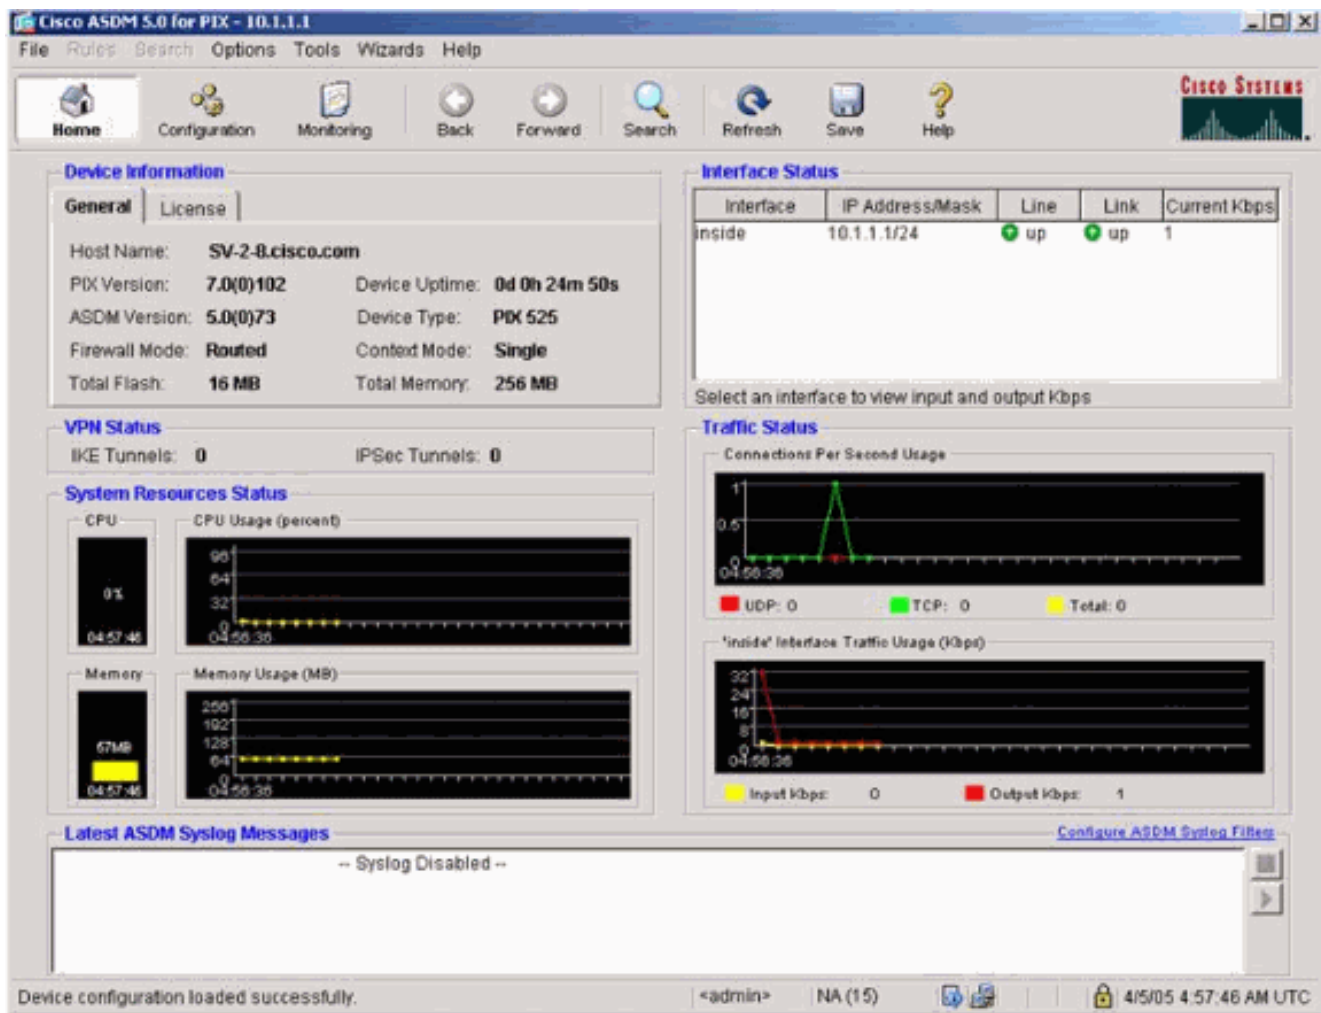 Cisco ASDM 5.0 for PIX - 10.1.1.1
File Rules Search Options Tools Wizards Help
Home Configuration Monitoring Back Forward Search Refresh Save Help
CISCO SYSTEMS
Device Information
General License
Host Name: SV-2-8.cisco.com
PIX Version: 7.0(0)102 Device Uptime: 0d 0h 24m 50s
ASDM Version: 5.0(0)73 Device Type: PIX 525
Firewall Mode: Routed Context Mode: Single
Total Flash: 16 MB Total Memory: 256 MB
Interface Status
Interface IP Address/Mask Line Link Current Kbps
inside 10.1.1.1/24 up up 1
Select an interface to view input and output Kbps
VPN Status
IKE Tunnels: 0 IPSec Tunnels: 0
System Resources Status
CPU
0%
04:57:46
CPU Usage (percent)
96
64
32
0
04:56:36
Memory
67MB
04:57:46
Memory Usage (MB)
256
192
128
64
0
04:56:36
Traffic Status
Connections Per Second Usage
1
0.5
0
04:56:36
UDP: 0 TCP: 0 Total: 0
'inside' Interface Traffic Usage (Kbps)
32
24
16
8
0
04:56:36
Input Kbps: 0 Output Kbps: 1
Latest ASDM Syslog Messages
Configure ASDM Syslog Filters
-- Syslog Disabled --
Device configuration loaded successfully. <admin> NA (15) 4/5/05 4:57:46 AM UTC